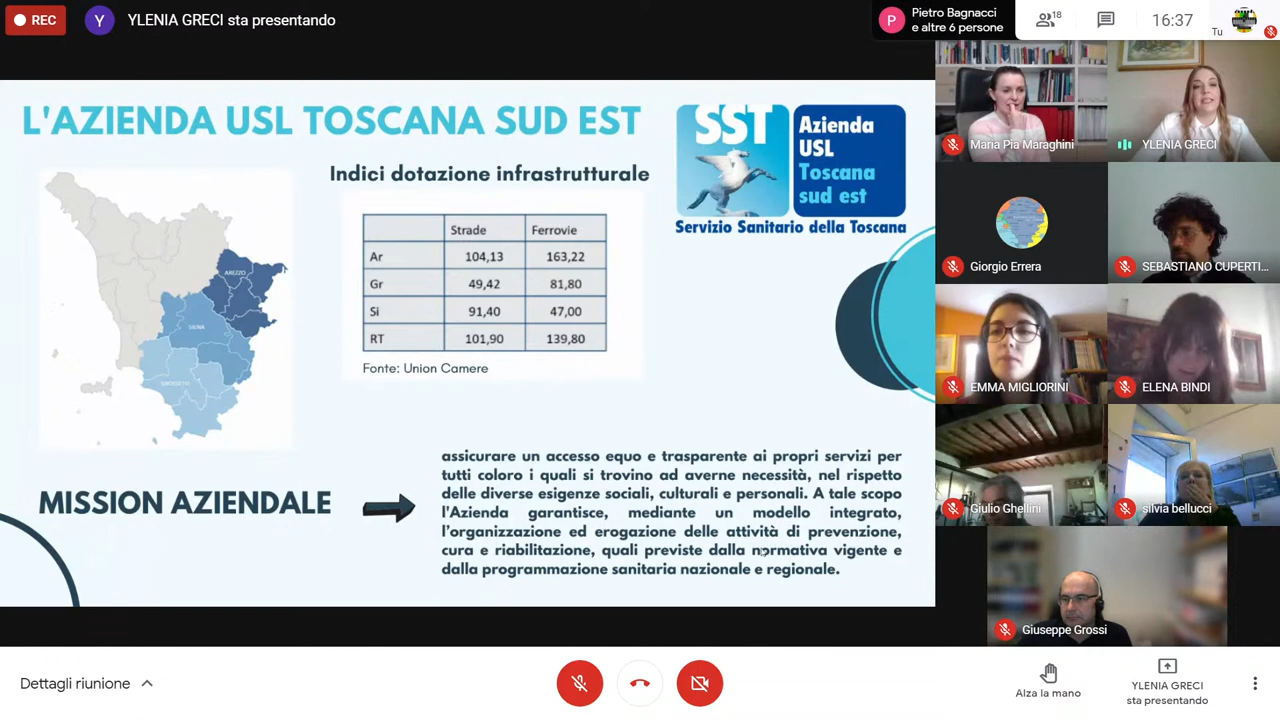 REC
Y
YLENIA GRECI sta presentando
P
Pietro Bagnacci
e altre 6 persone
18
16:37
Tu
L'AZIENDA USL TOSCANA SUD EST
Indici dotazione infrastrutturale
SST
Azienda
USL
Toscana
sud est
Servizio Sanitario della Toscana
AREZZO
SIENA
GROSSETO
Strade Ferrovie
Ar 104,13 163,22
Gr 49,42 81,80
Si 91,40 47,00
RT 101,90 139,80
Fonte: Union Camere
MISSION AZIENDALE
assicurare un accesso equo e trasparente ai propri servizi per
tutti coloro i quali si trovino ad averne necessità, nel rispetto
delle diverse esigenze sociali, culturali e personali. A tale scopo
l'Azienda garantisce, mediante un modello integrato,
l'organizzazione ed erogazione delle attività di prevenzione,
cura e riabilitazione, quali previste dalla normativa vigente e
dalla programmazione sanitaria nazionale e regionale.
Maria Pia Maraghini
YLENIA GRECI
Giorgio Errera
SEBASTIANO CUPERTI...
EMMA MIGLIORINI
ELENA BINDI
Giulio Ghellini
silvia bellucci
Giuseppe Grossi
Dettagli riunione
Alza la mano
YLENIA GRECI
sta presentando